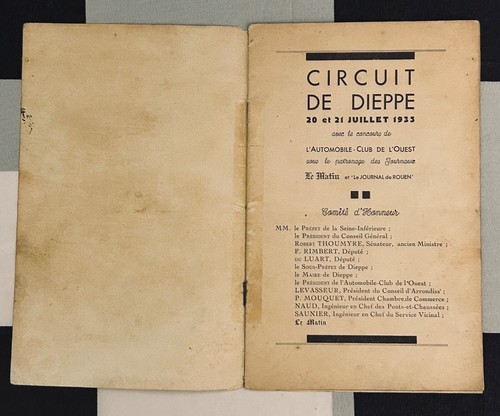 CIRCUIT
DE DIEPPE
20 et 21 JUILLET 1935
avec le concours de
L'AUTOMOBILE-CLUB DE L'OUEST
sous le patronage des Journaux
Le Matin et "Le JOURNAL de ROUEN"
Comité d'Honneur
MM. le Préfet de la Seine-Inférieure ;
le Président du Conseil Général ;
Robert THOUMYRE, Sénateur, ancien Ministre ;
F. RIMBERT, Député ;
du LUART, Député ;
le Sous-Préfet de Dieppe ;
le Maire de Dieppe ;
le Président de l'Automobile-Club de l'Ouest ;
LEVASSEUR, Président du Conseil d'Arrondiss' ;
P. MOUQUET, Président Chambre de Commerce ;
NAUD, Ingénieur en Chef des Ponts-et-Chaussées ;
SAUNIER, Ingénieur en Chef du Service Vicinal ;
Le Matin